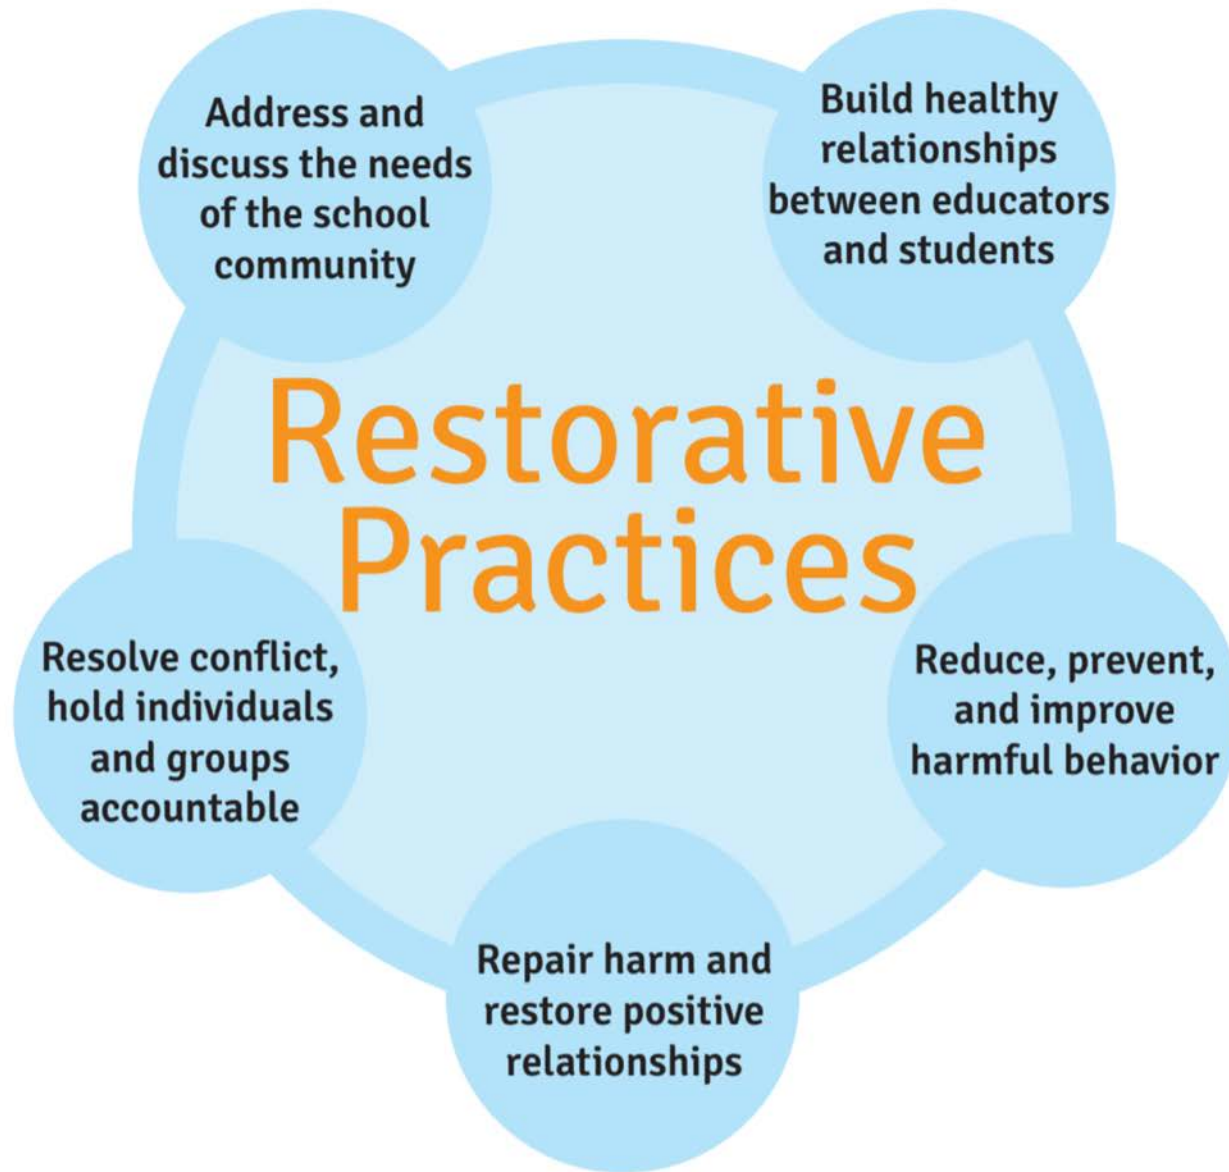 Address and
discuss the needs
of the school
community
Build healthy
relationships
between educators
and students
Restorative
Practices
Resolve conflict,
hold individuals
and groups
accountable
Reduce, prevent,
and improve
harmful behavior
Repair harm and
restore positive
relationships